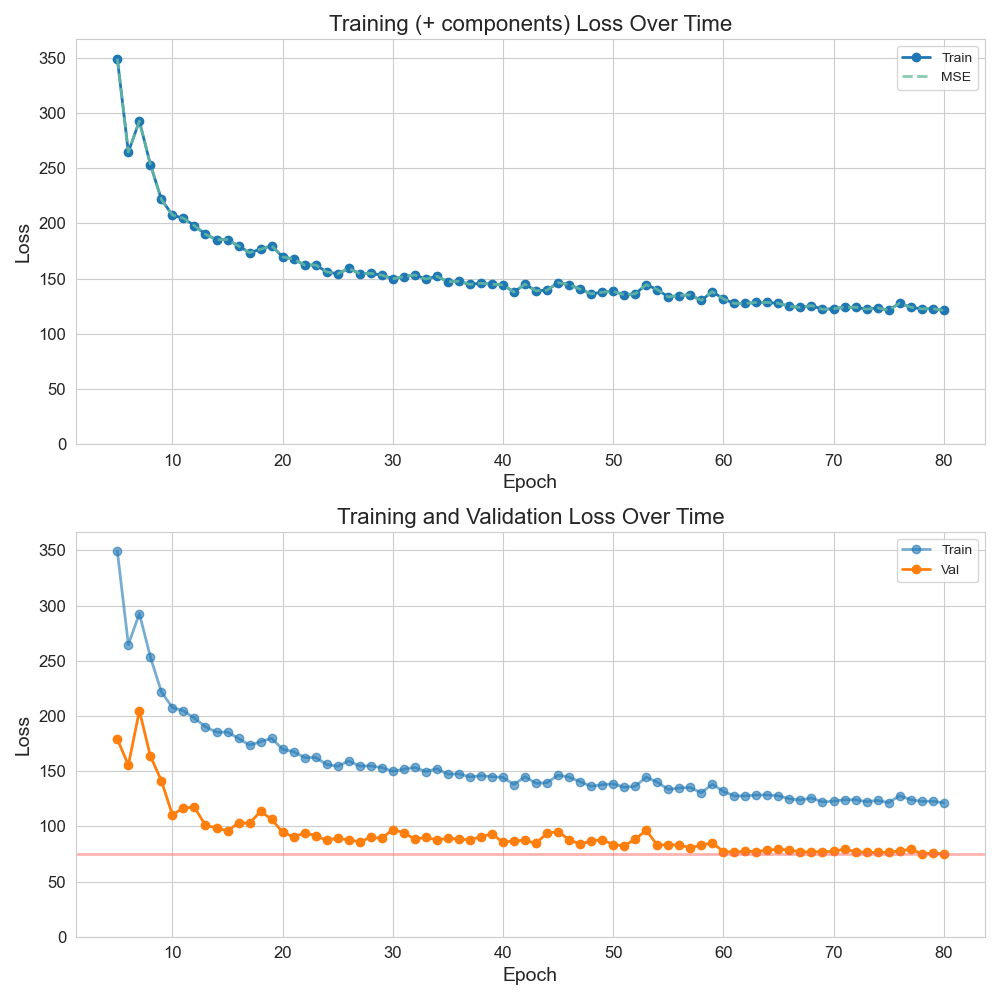 Training (+ components) Loss Over Time
350
300
250
200
150
100
50
0
Loss
Train
MSE
10 20 30 40 50 60 70 80
Epoch
Training and Validation Loss Over Time
350
300
250
200
150
100
50
0
Loss
Train
Val
10 20 30 40 50 60 70 80
Epoch